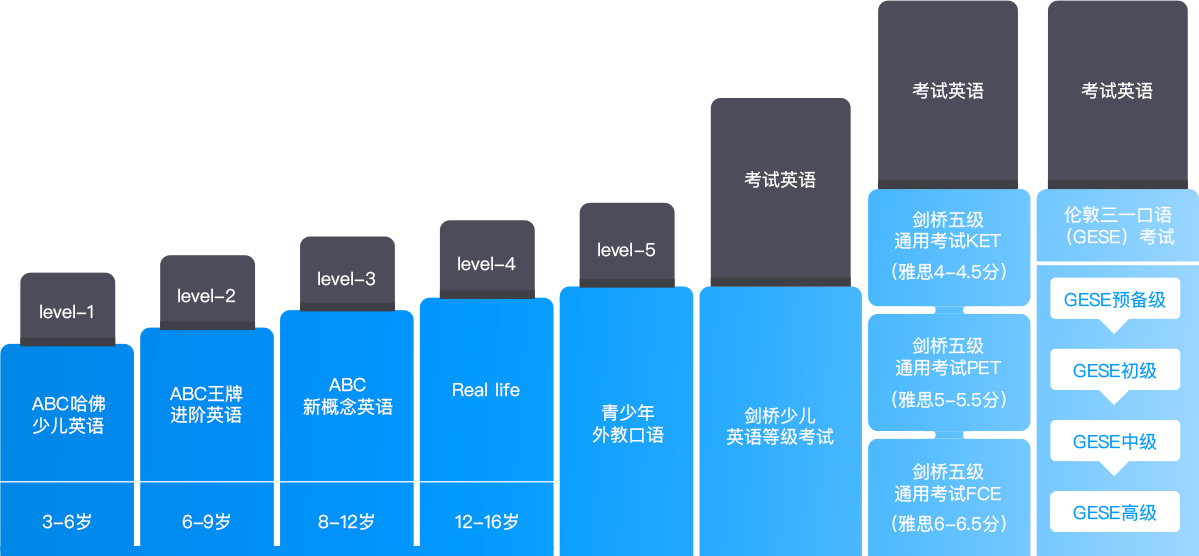 level-1
ABC哈佛
少儿英语
3-6岁
level-2
ABC王牌
进阶英语
6-9岁
level-3
ABC
新概念英语
8-12岁
level-4
Real life
12-16岁
level-5
青少年
外教口语
考试英语
剑桥少儿
英语等级考试
考试英语
剑桥五级
通用考试KET
（雅思4-4.5分）
剑桥五级
通用考试PET
（雅思5-5.5分）
剑桥五级
通用考试FCE
（雅思6-6.5分）
考试英语
伦敦三一口语
（GESE）考试
GESE预备级
GESE初级
GESE中级
GESE高级